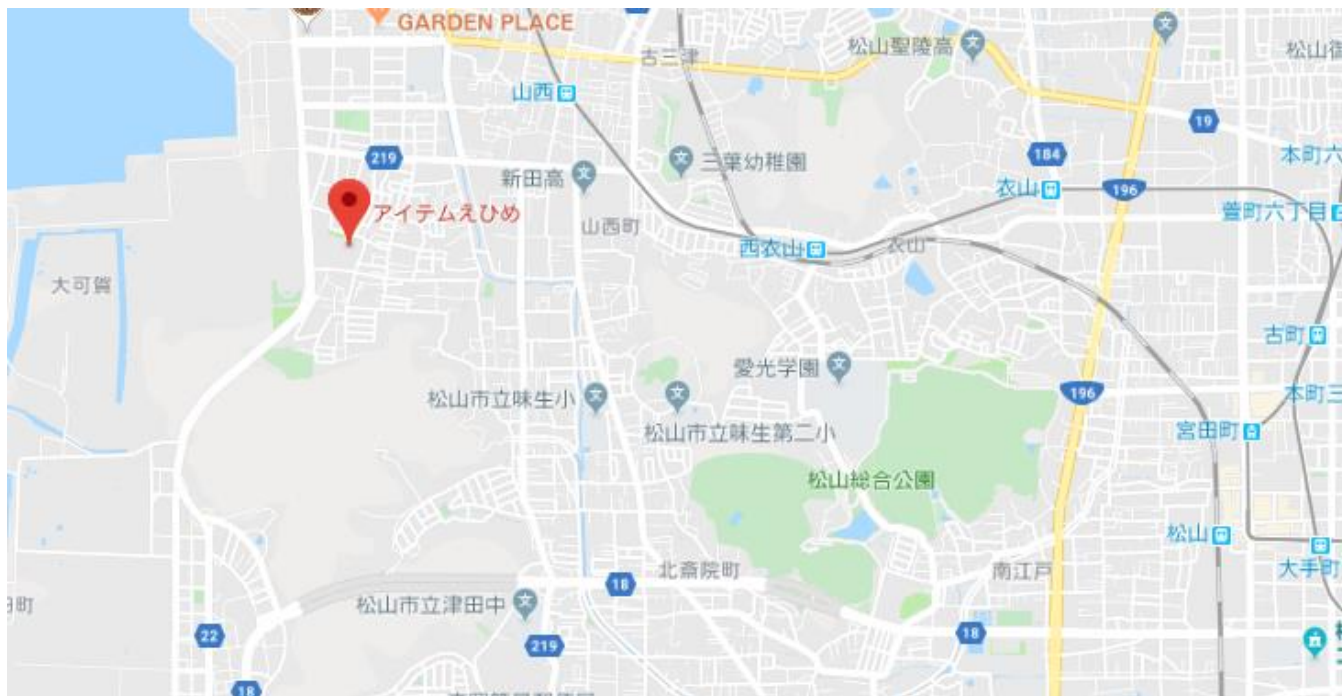 GARDEN PLACE
古三津
松山聖陵高
松山御
山西
19
219
三葉幼稚園
184
本町六
新田高
衣山
196
アイテムえひめ
山西町
萱町六丁目
西衣山
衣山
大可賀
古町
愛光学園
196
本町三
松山市立味生小
松山市立味生第二小
宮田町
松山総合公園
松山
北斎院町
南江戸
大手町
18
松山市立津田中
町
22
219
18
18